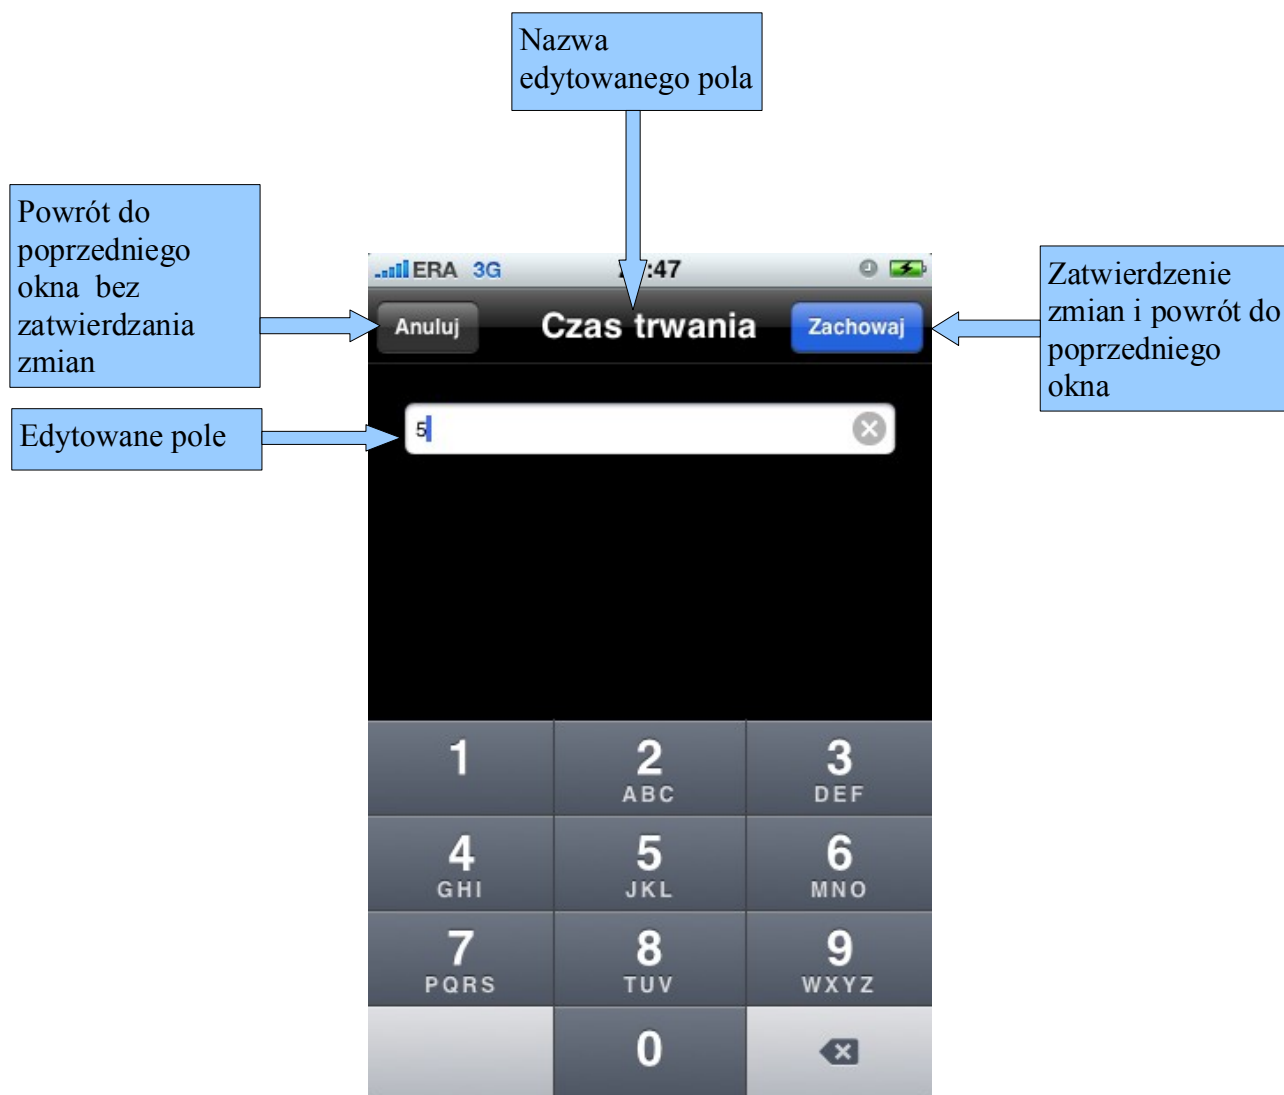 Nazwa
edytowanego pola
Powrót do
poprzedniego
okna bez
zatwierdzania
zmian
Zatwierdzenie
zmian i powrót do
poprzedniego
okna
Edytowane pole
ERA 3G
:47
Anuluj
Czas trwania
Zachowaj
5
1
2
ABC
3
DEF
4
GHI
5
JKL
6
MNO
7
PQRS
8
TUV
9
WXYZ
0